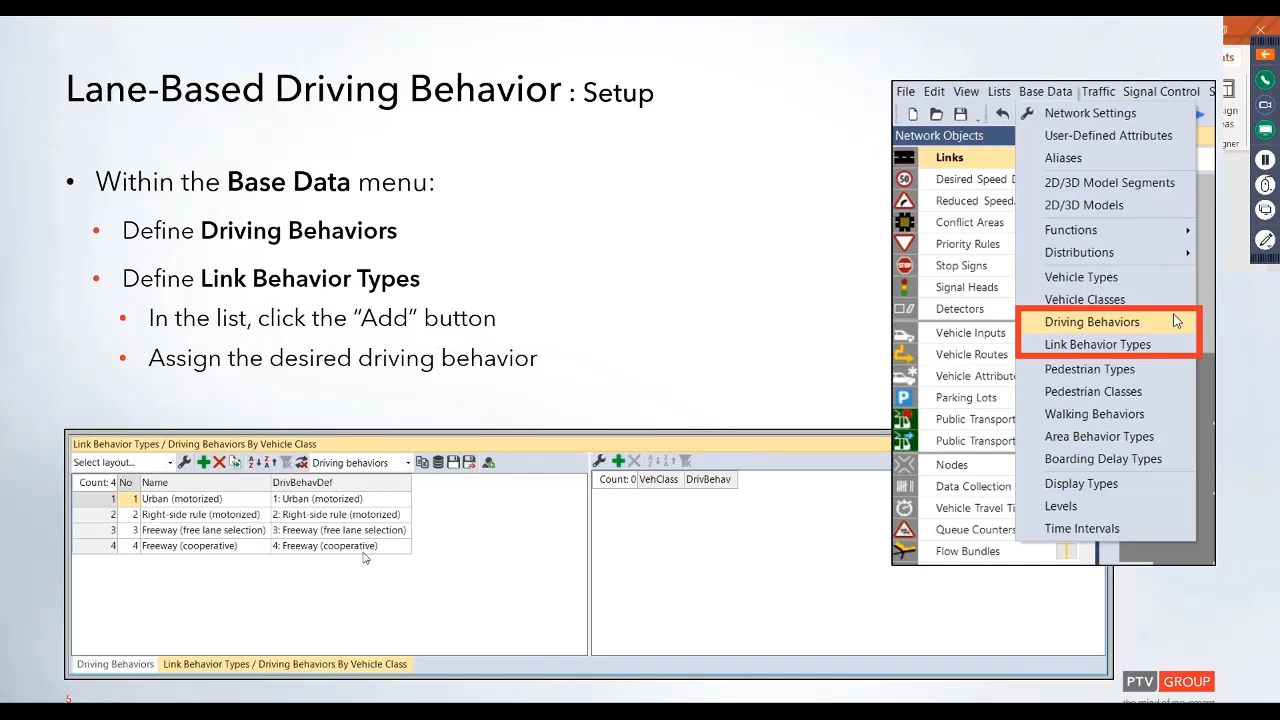 Lane-Based Driving Behavior : Setup
• Within the Base Data menu:
• Define Driving Behaviors
• Define Link Behavior Types
• In the list, click the “Add” button
• Assign the desired driving behavior
File Edit View Lists Base Data Traffic Signal Control S
Network Objects
Links
Desired Speed D
Reduced Speed.
Conflict Areas
Priority Rules
Stop Signs
Signal Heads
Detectors
Vehicle Inputs
Vehicle Routes
Vehicle Attribut
Parking Lots
Public Transport
Public Transport
Nodes
Data Collection
Vehicle Travel Ti
Queue Counters
Flow Bundles
Network Settings
User-Defined Attributes
Aliases
2D/3D Model Segments
2D/3D Models
Functions
Distributions
Vehicle Types
Vehicle Classes
Driving Behaviors
Link Behavior Types
Pedestrian Types
Pedestrian Classes
Walking Behaviors
Area Behavior Types
Boarding Delay Types
Display Types
Levels
Time Intervals
Link Behavior Types / Driving Behaviors By Vehicle Class
Select layout... Driving behaviors
Count: 4 No Name DrivBehavDef
1 1 Urban (motorized) 1: Urban (motorized)
2 2 Right-side rule (motorized) 2: Right-side rule (motorized)
3 3 Freeway (free lane selection) 3: Freeway (free lane selection)
4 4 Freeway (cooperative) 4: Freeway (cooperative)
Count: 0 VehClass DrivBehav
Driving Behaviors Link Behavior Types / Driving Behaviors By Vehicle Class
5
PTV GROUP